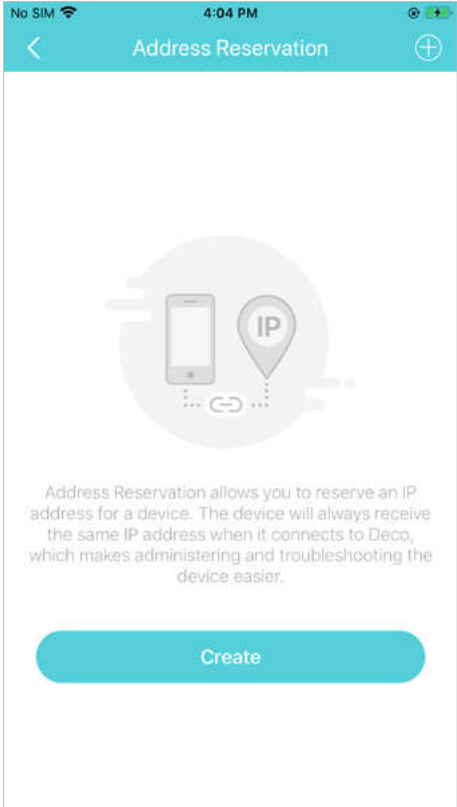 No SIM 4:04 PM
Address Reservation
IP
Address Reservation allows you to reserve an IP
address for a device. The device will always receive
the same IP address when it connects to Deco,
which makes administering and troubleshooting the
device easier.
Create